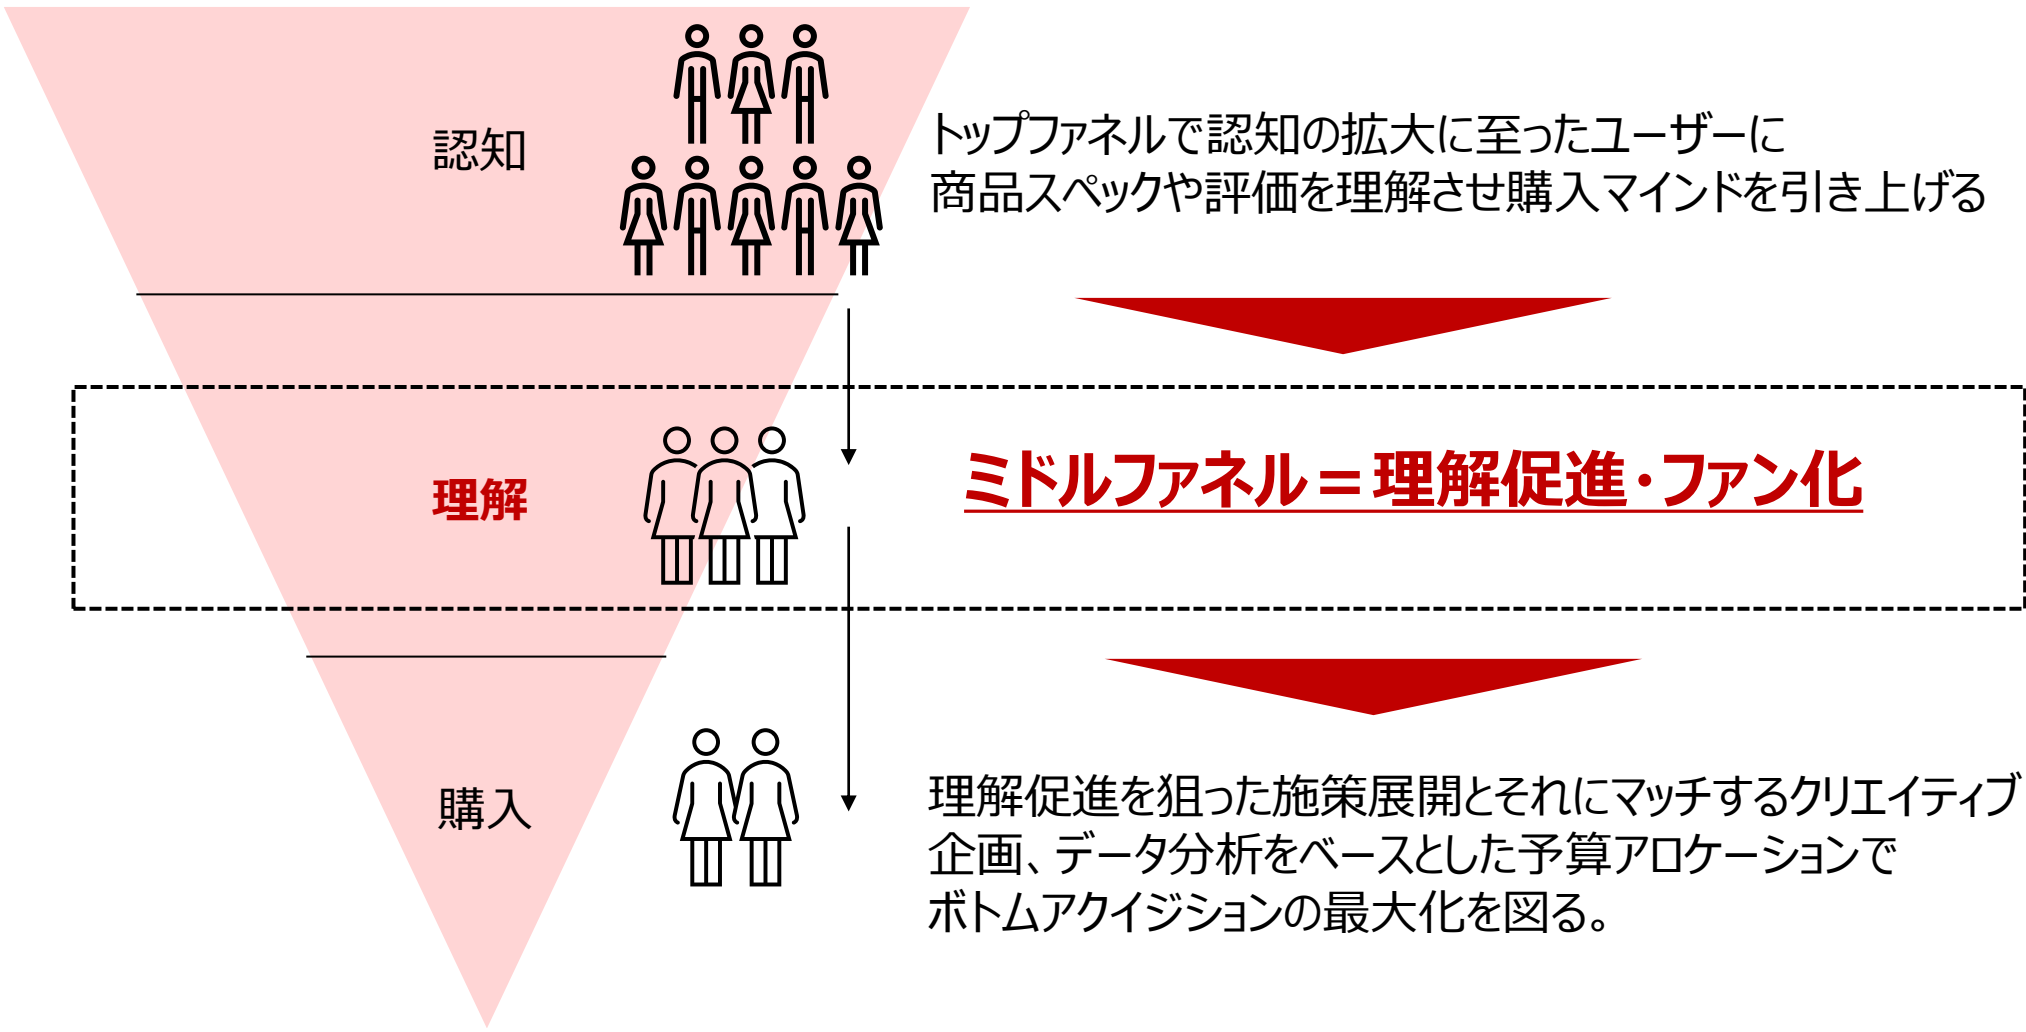 認知
トップファネルで認知の拡大に至ったユーザーに
商品スペックや評価を理解させ購入マインドを引き上げる
理解
ミドルファネル＝理解促進・ファン化
購入
理解促進を狙った施策展開とそれにマッチするクリエイティブ
企画、データ分析をベースとした予算アロケーションで
ボトムアクイジションの最大化を図る。